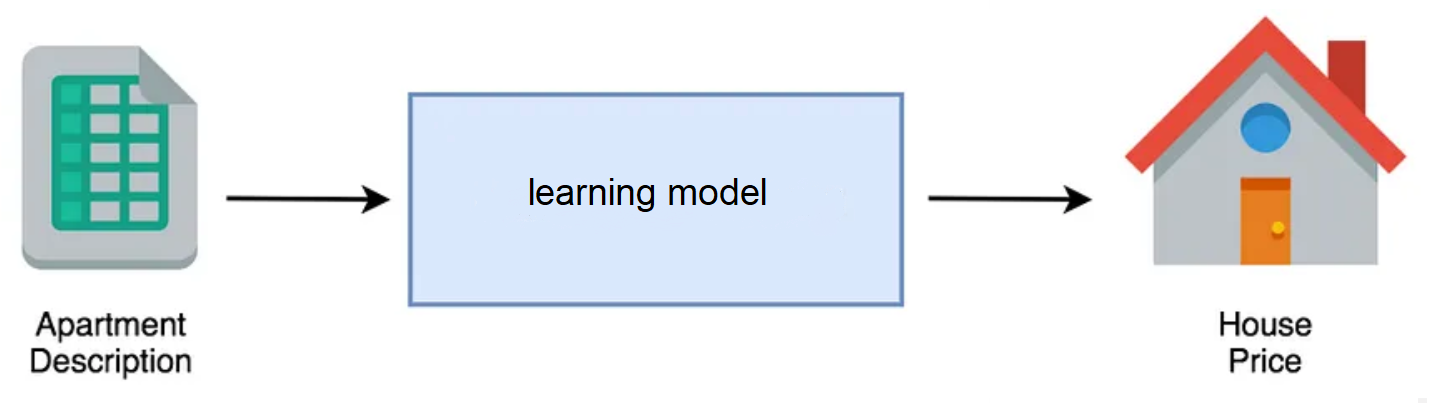 Apartment
Description
learning model
House
Price